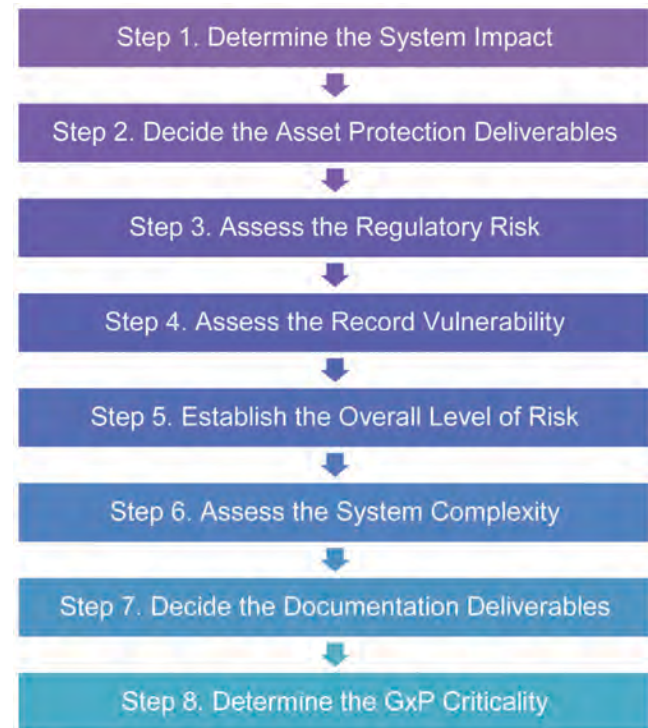 Step 1. Determine the System Impact
Step 2. Decide the Asset Protection Deliverables
Step 3. Assess the Regulatory Risk
Step 4. Assess the Record Vulnerability
Step 5. Establish the Overall Level of Risk
Step 6. Assess the System Complexity
Step 7. Decide the Documentation Deliverables
Step 8. Determine the GxP Criticality